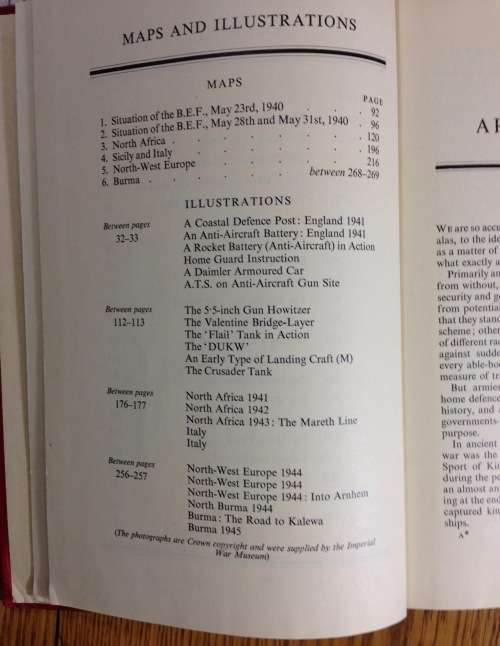 MAPS AND ILLUSTRATIONS
MAPS
PAGE
1. Situation of the B.E.F., May 23rd, 1940 . . . 92
2. Situation of the B.E.F., May 28th and May 31st, 1940 . 96
3. North Africa . . . . . . 120
4. Sicily and Italy . . . . . 196
5. North-West Europe . . . . . 216
6. Burma . . . . . between 268–269
ILLUSTRATIONS
Between pages
32–33
A Coastal Defence Post: England 1941
An Anti-Aircraft Battery: England 1941
A Rocket Battery (Anti-Aircraft) in Action
Home Guard Instruction
A Daimler Armoured Car
A.T.S. on Anti-Aircraft Gun Site
Between pages
112–113
The 5·5-inch Gun Howitzer
The Valentine Bridge-Layer
The ‘Flail’ Tank in Action
The ‘DUKW’
An Early Type of Landing Craft (M)
The Crusader Tank
Between pages
176–177
North Africa 1941
North Africa 1942
North Africa 1943: The Mareth Line
Italy
Italy
Between pages
256–257
North-West Europe 1944
North-West Europe 1944
North-West Europe 1944: Into Arnhem
North Burma 1944
Burma: The Road to Kalewa
Burma 1945
(The photographs are Crown copyright and were supplied by the Imperial
War Museum)
AR
WE are so accu
alas, to the ide
as a matter of
what exactly a
Primarily an
from without,
security and g
from potential
that they stand
scheme; other
of different rac
against sudde
every able-bo
measure of tr
But armies
home defence
history, and a
governments-
purpose.
In ancient
war was the
Sport of Kin
during the pe
an almost an
ing at the end
captured kin
ships.
A*